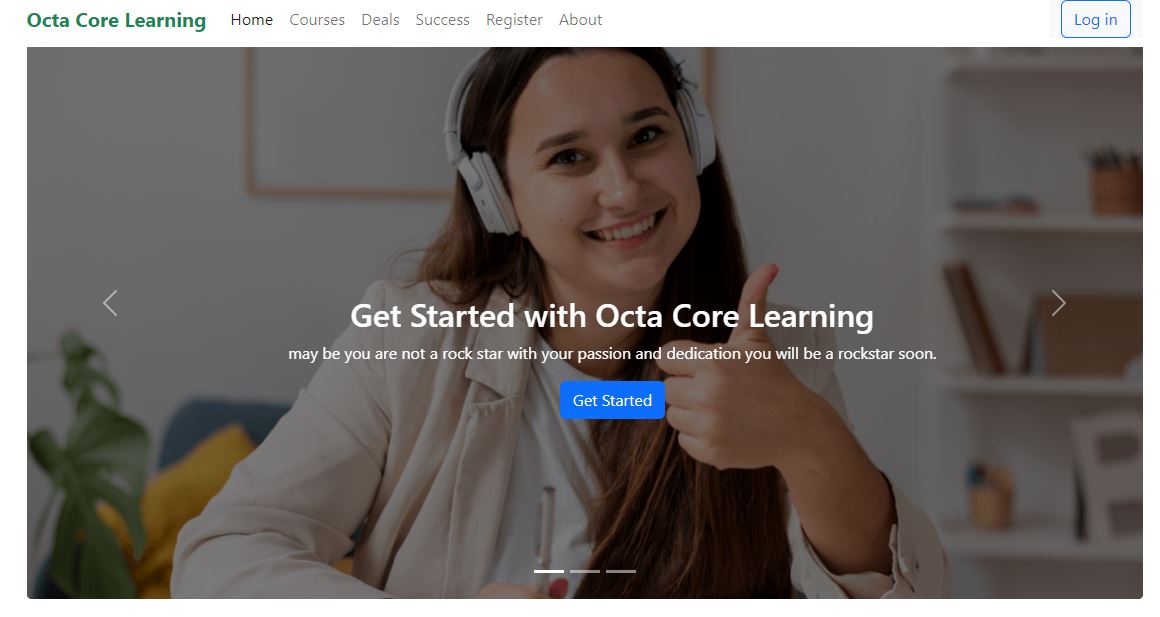 Octa Core Learning Home Courses Deals Success Register About Log in
Get Started with Octa Core Learning
may be you are not a rock star with your passion and dedication you will be a rockstar soon.
Get Started